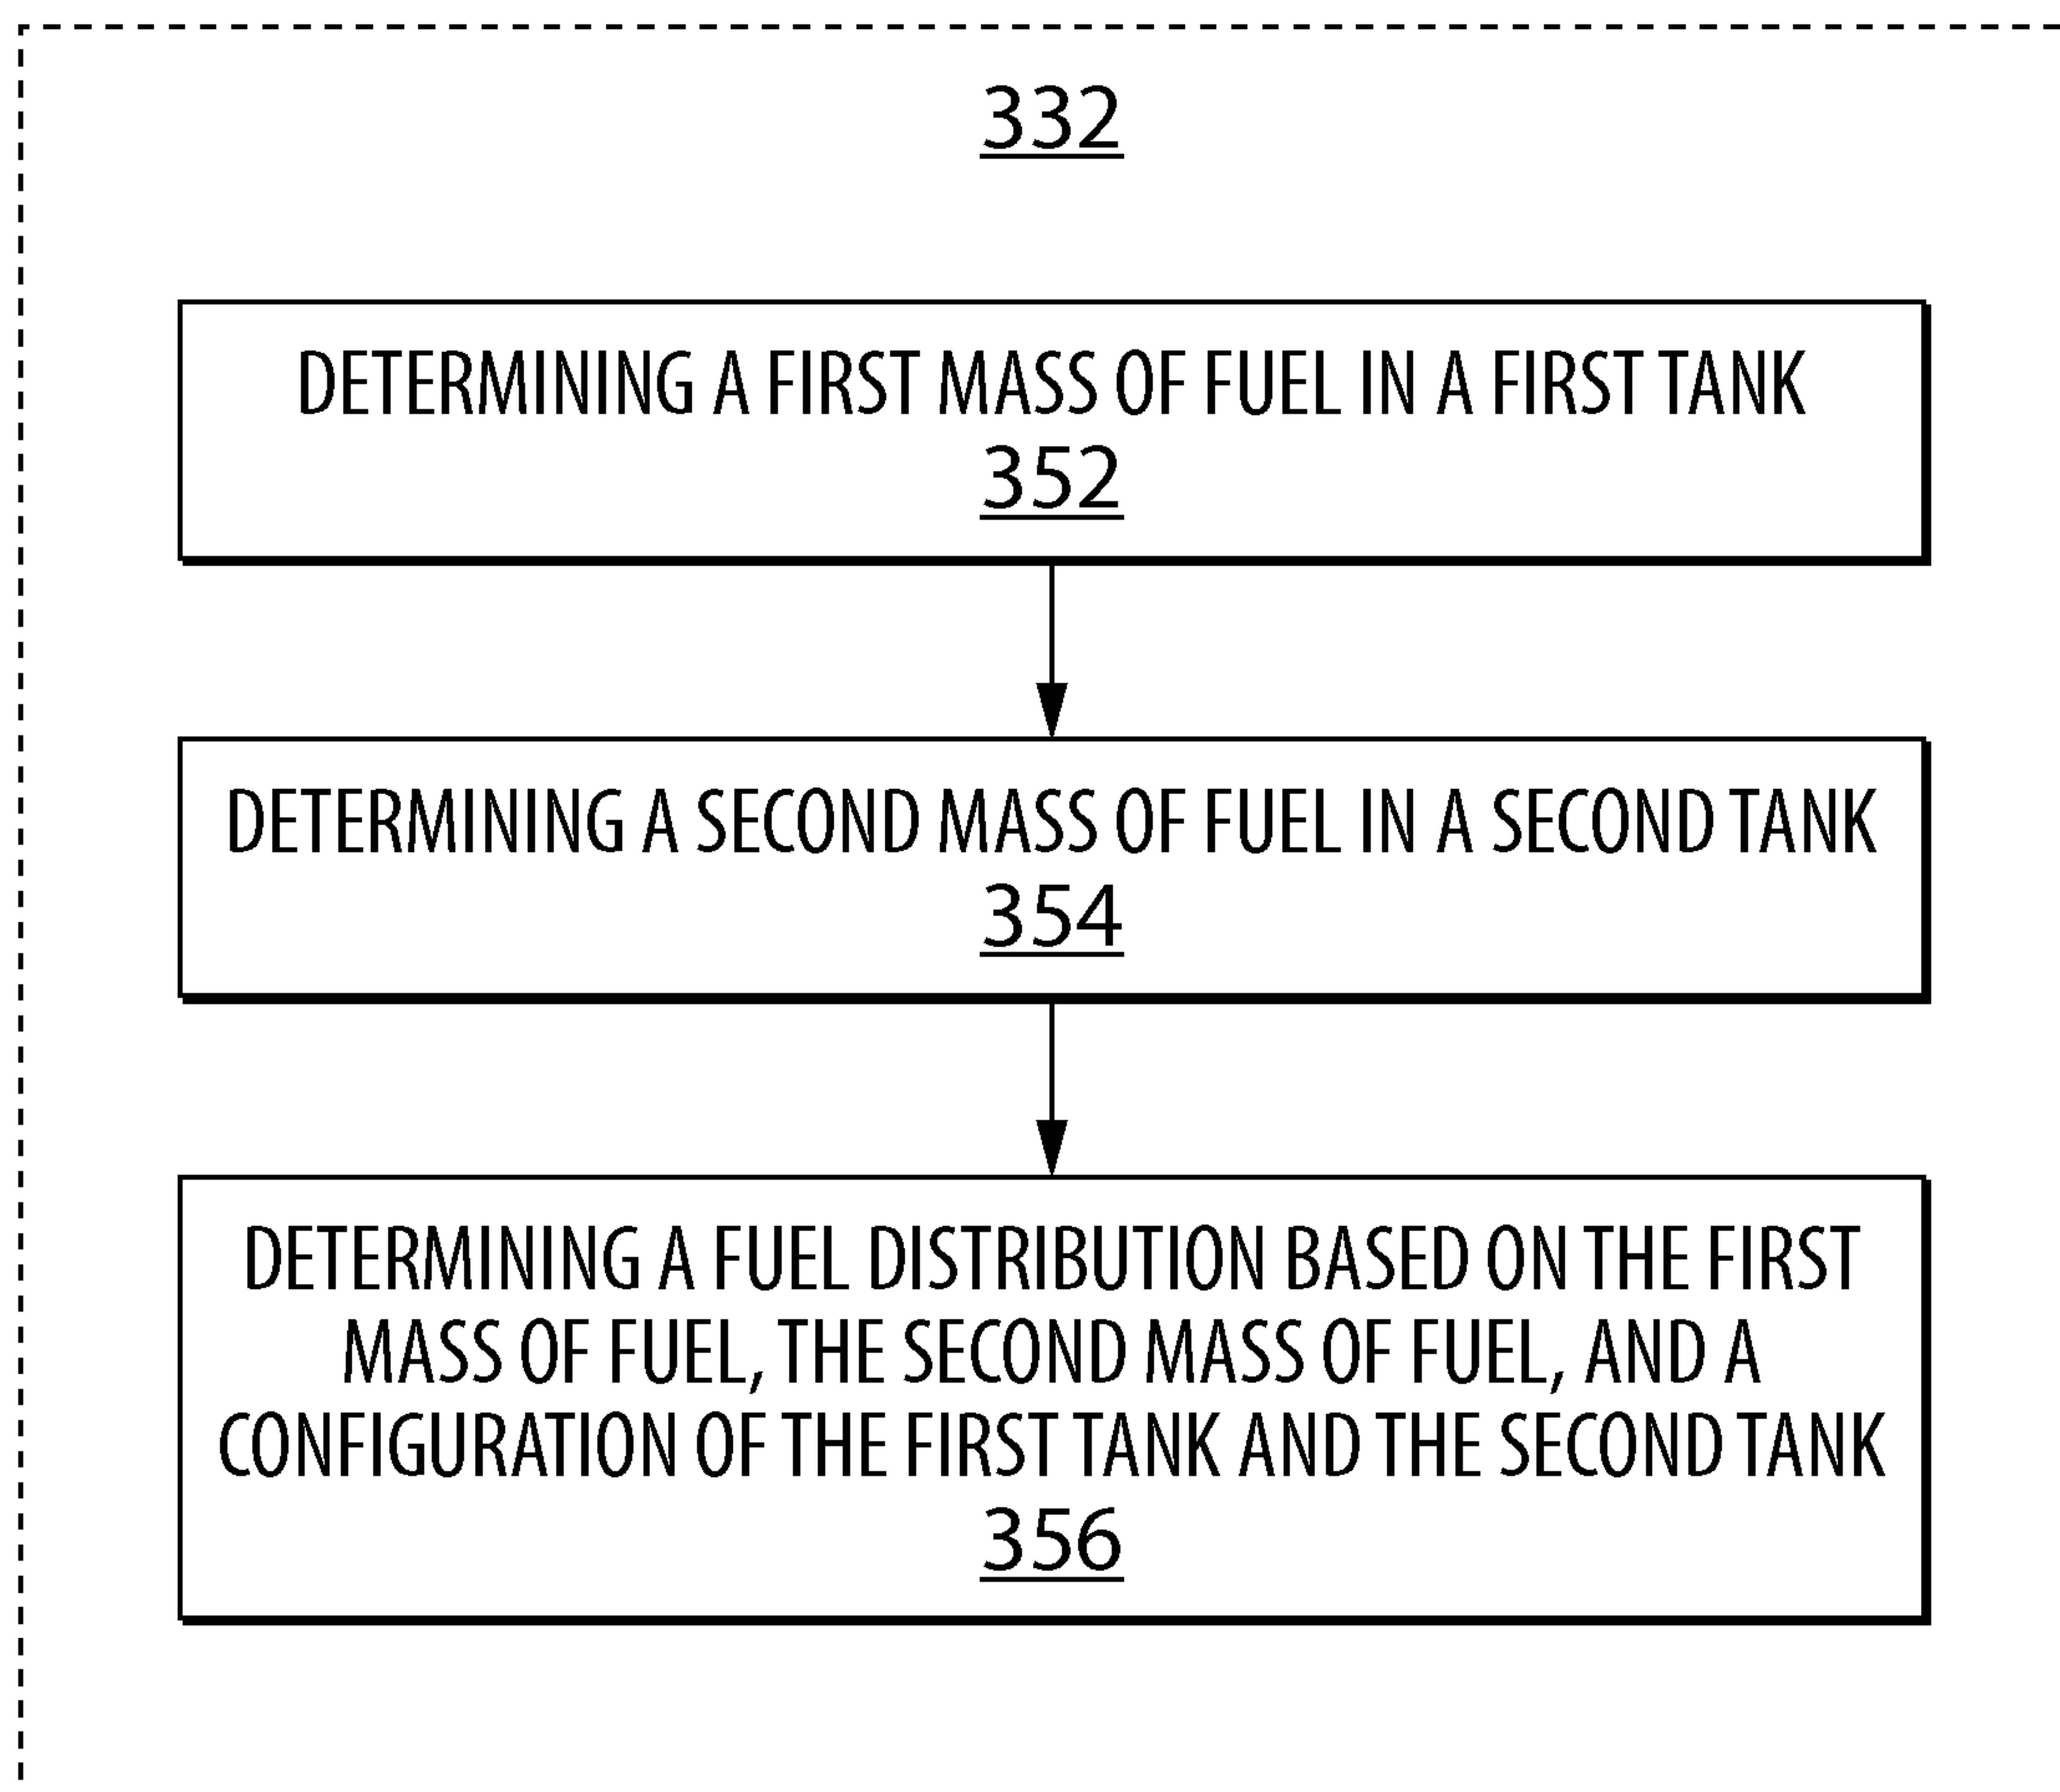 332
DETERMINING A FIRST MASS OF FUEL IN A FIRST TANK
352
DETERMINING A SECOND MASS OF FUEL IN A SECOND TANK
354
DETERMINING A FUEL DISTRIBUTION BASED ON THE FIRST
MASS OF FUEL, THE SECOND MASS OF FUEL, AND A
CONFIGURATION OF THE FIRST TANK AND THE SECOND TANK
356